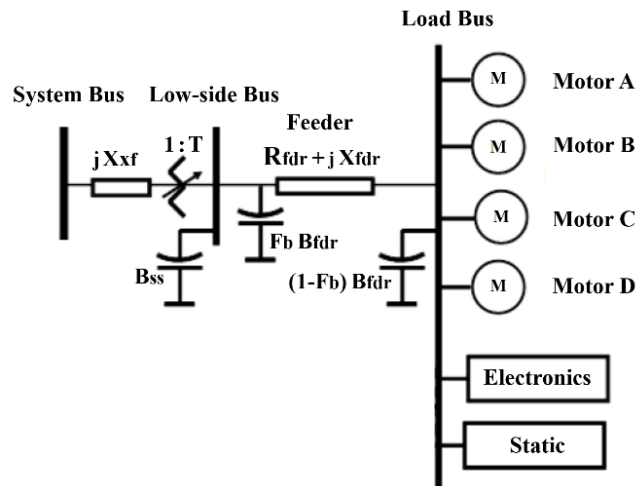 Load Bus
System Bus
Low-side Bus
M
Motor A
Feeder
1:T
j Xxf
Rfdr + j Xfdr
M
Motor B
M
Motor C
Fb Bfdr
Bss
(1-Fb) Bfdr
M
Motor D
Electronics
Static